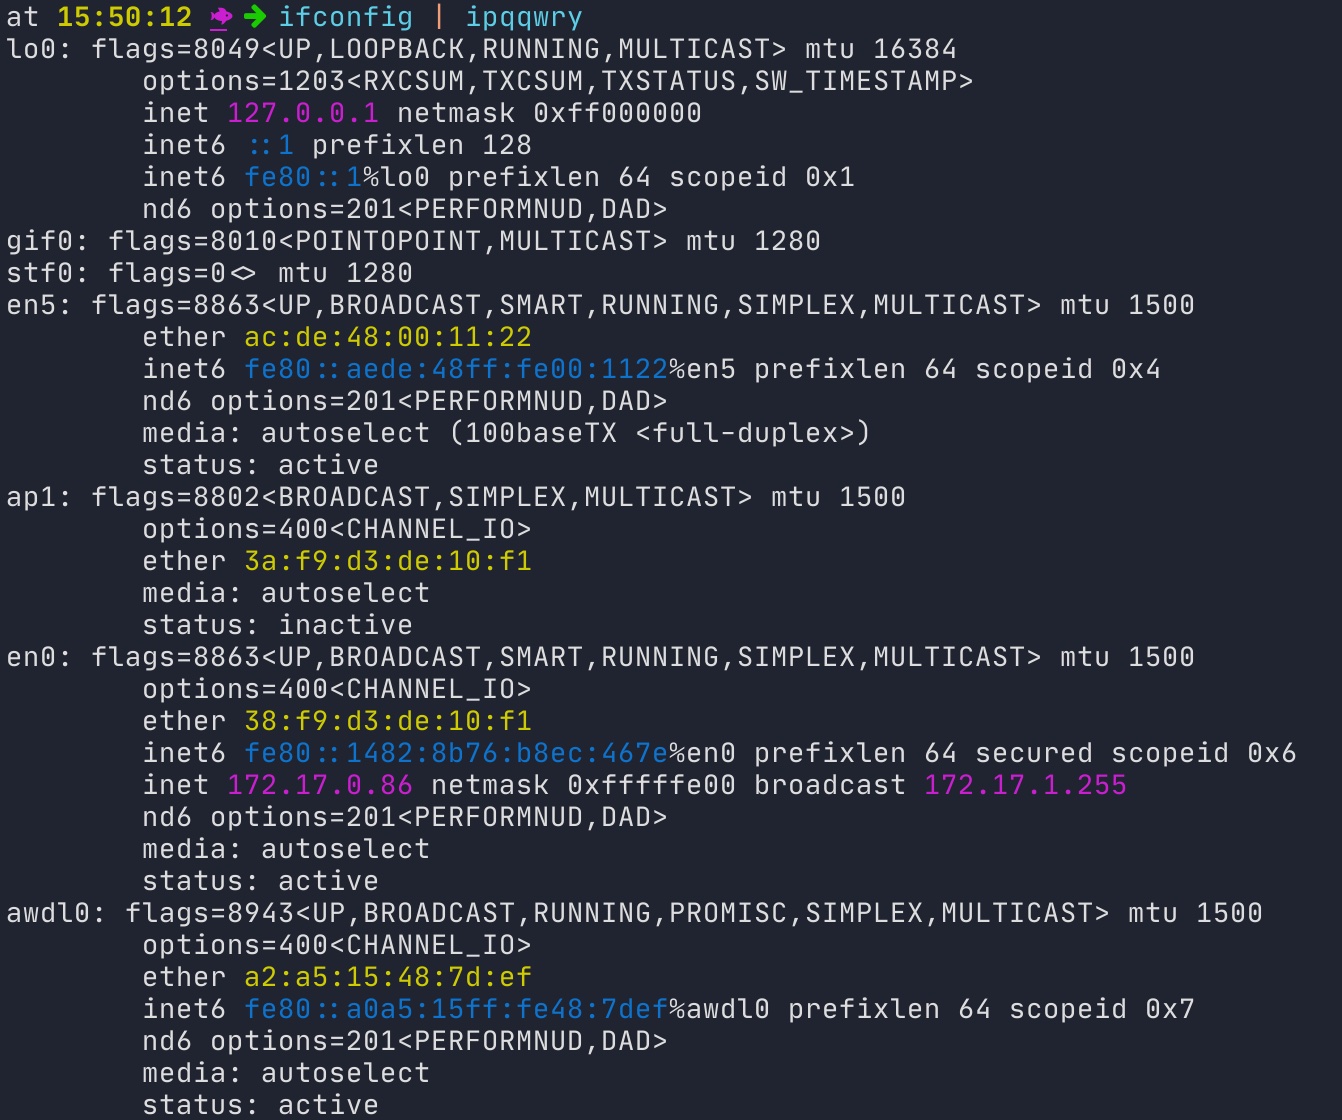 at 15:50:12 ➜ ifconfig | ipqqwry
lo0: flags=8049<UP,LOOPBACK,RUNNING,MULTICAST> mtu 16384
options=1203<RXCSUM,TXCSUM,TXSTATUS,SW_TIMESTAMP>
inet 127.0.0.1 netmask 0xff000000
inet6 ::1 prefixlen 128
inet6 fe80::1%lo0 prefixlen 64 scopeid 0x1
nd6 options=201<PERFORMNUD,DAD>
gif0: flags=8010<POINTOPOINT,MULTICAST> mtu 1280
stf0: flags=0<> mtu 1280
en5: flags=8863<UP,BROADCAST,SMART,RUNNING,SIMPLEX,MULTICAST> mtu 1500
ether ac:de:48:00:11:22
inet6 fe80::aede:48ff:fe00:1122%en5 prefixlen 64 scopeid 0x4
nd6 options=201<PERFORMNUD,DAD>
media: autoselect (100baseTX <full-duplex>)
status: active
ap1: flags=8802<BROADCAST,SIMPLEX,MULTICAST> mtu 1500
options=400<CHANNEL_IO>
ether 3a:f9:d3:de:10:f1
media: autoselect
status: inactive
en0: flags=8863<UP,BROADCAST,SMART,RUNNING,SIMPLEX,MULTICAST> mtu 1500
options=400<CHANNEL_IO>
ether 38:f9:d3:de:10:f1
inet6 fe80::1482:8b76:b8ec:467e%en0 prefixlen 64 secured scopeid 0x6
inet 172.17.0.86 netmask 0xfffffe00 broadcast 172.17.1.255
nd6 options=201<PERFORMNUD,DAD>
media: autoselect
status: active
awdl0: flags=8943<UP,BROADCAST,RUNNING,PROMISC,SIMPLEX,MULTICAST> mtu 1500
options=400<CHANNEL_IO>
ether a2:a5:15:48:7d:ef
inet6 fe80::a0a5:15ff:fe48:7def%awdl0 prefixlen 64 scopeid 0x7
nd6 options=201<PERFORMNUD,DAD>
media: autoselect
status: active